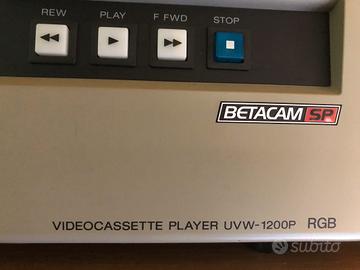 REW PLAY F FWD STOP
BETACAM SP
VIDEOCASSETTE PLAYER UVW-1200P RGB
subito